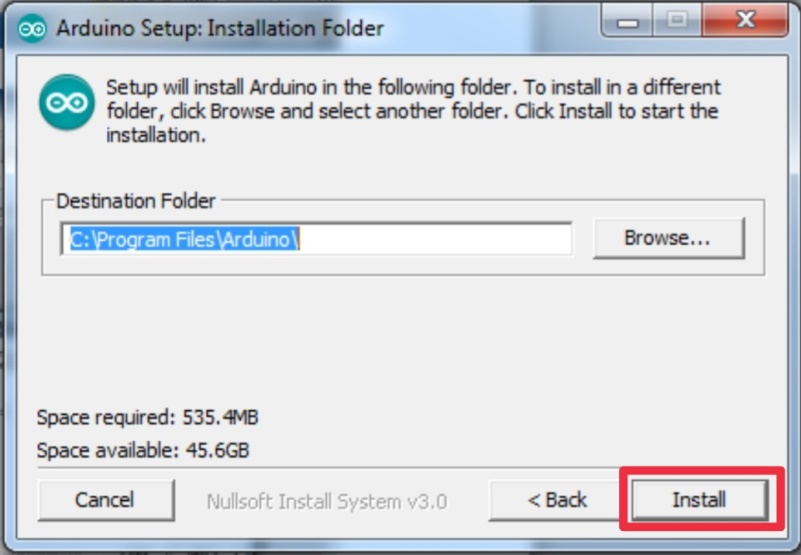 Arduino Setup: Installation Folder
Setup will install Arduino in the following folder. To install in a different
folder, click Browse and select another folder. Click Install to start the
installation.
Destination Folder
C:\Program Files\Arduino\
Browse...
Space required: 535.4MB
Space available: 45.6GB
Cancel
Nullsoft Install System v3.0
< Back
Install